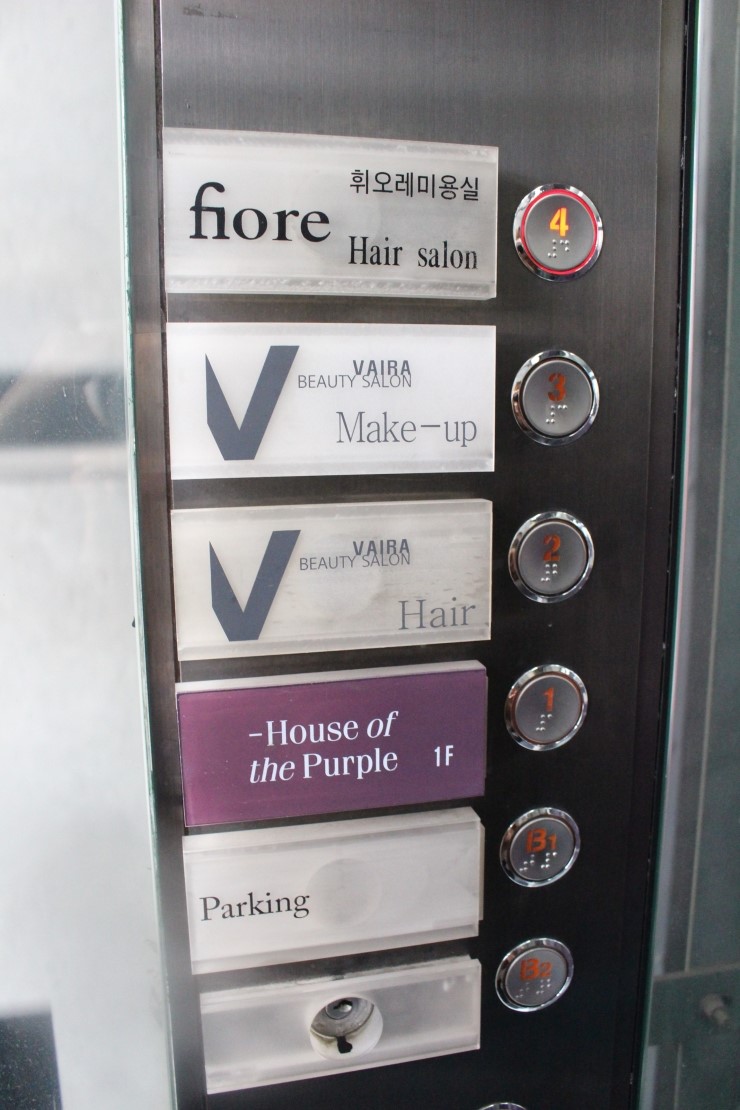 fiore
휘오레미용실
Hair salon
4
VAIRA
BEAUTY SALON
Make-up
3
VAIRA
BEAUTY SALON
Hair
2
-House of
the Purple 1F
1
Parking
B1
B2